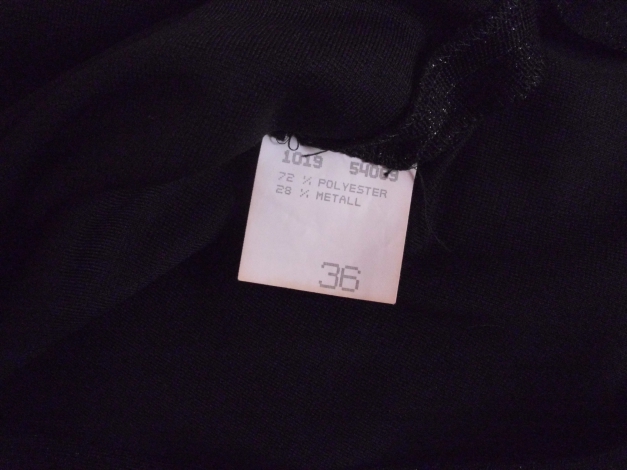 1019 54009
72 % POLYESTER
28 % METALL
36